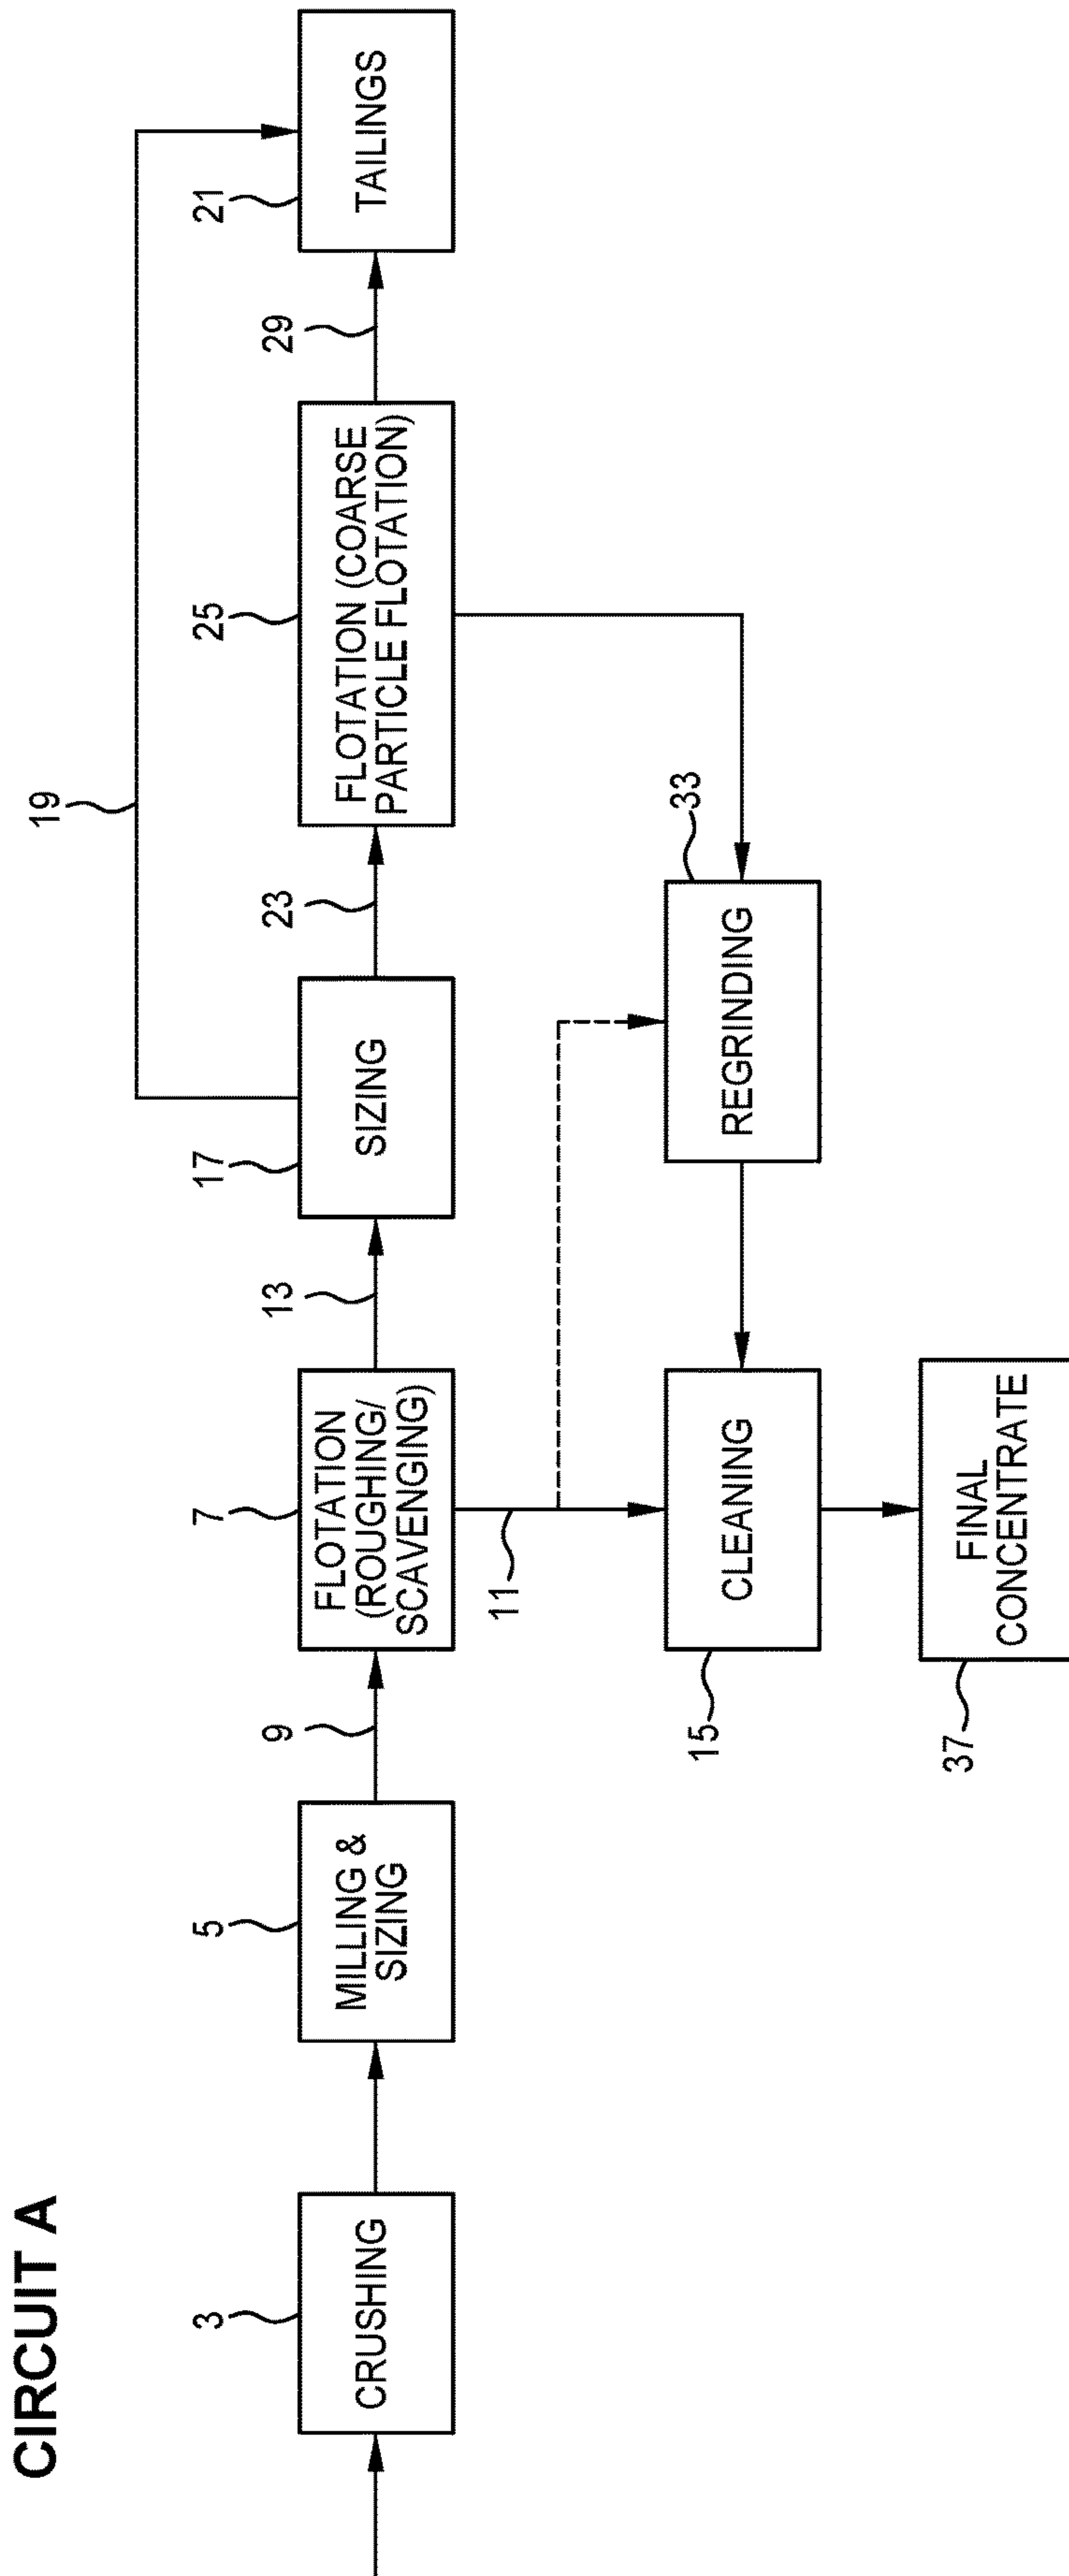 CIRCUIT A
3
CRUSHING
5
MILLING &
SIZING
9
7
FLOTATION
(ROUGHING/
SCAVENGING)
13
17
SIZING
19
23
25
FLOTATION (COARSE
PARTICLE FLOTATION)
29
21
TAILINGS
11
15
CLEANING
33
REGRINDING
37
FINAL
CONCENTRATE